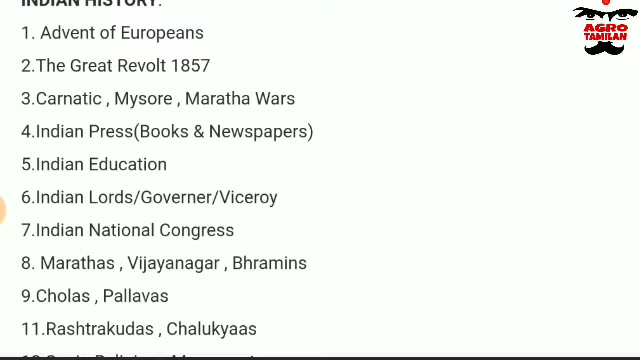 INDIAN HISTORY:
1. Advent of Europeans
2.The Great Revolt 1857
3.Carnatic , Mysore , Maratha Wars
4.Indian Press(Books & Newspapers)
5.Indian Education
6.Indian Lords/Governer/Viceroy
7.Indian National Congress
8. Marathas , Vijayanagar , Bhramins
9.Cholas , Pallavas
11.Rashtrakudas , Chalukyaas
AGRO
TAMILAN